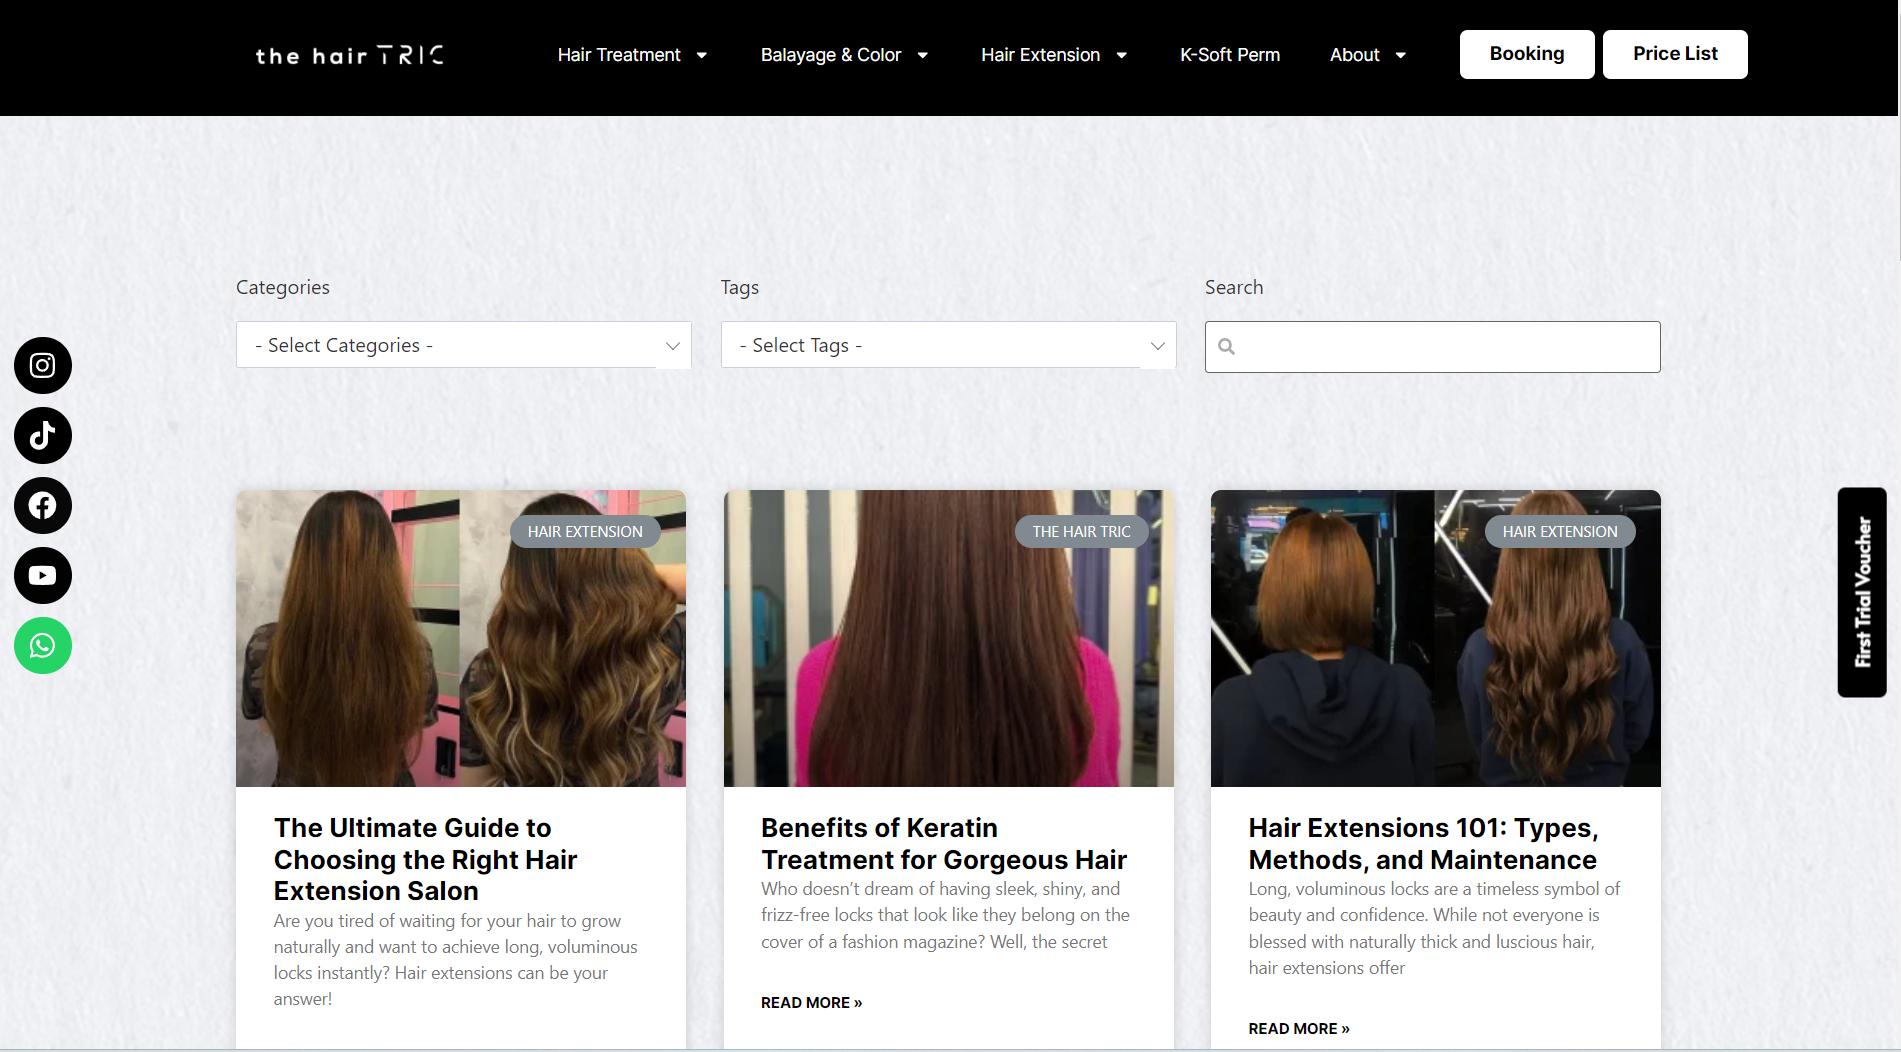 the hair TRIC
Hair Treatment
Balayage & Color
Hair Extension
K-Soft Perm
About
Booking
Price List
Categories
Tags
Search
- Select Categories -
- Select Tags -
HAIR EXTENSION
THE HAIR TRIC
HAIR EXTENSION
First Trial Voucher
The Ultimate Guide to
Choosing the Right Hair
Extension Salon
Are you tired of waiting for your hair to grow
naturally and want to achieve long, voluminous
locks instantly? Hair extensions can be your
answer!
Benefits of Keratin
Treatment for Gorgeous Hair
Who doesn’t dream of having sleek, shiny, and
frizz-free locks that look like they belong on the
cover of a fashion magazine? Well, the secret
READ MORE »
Hair Extensions 101: Types,
Methods, and Maintenance
Long, voluminous locks are a timeless symbol of
beauty and confidence. While not everyone is
blessed with naturally thick and luscious hair,
hair extensions offer
READ MORE »